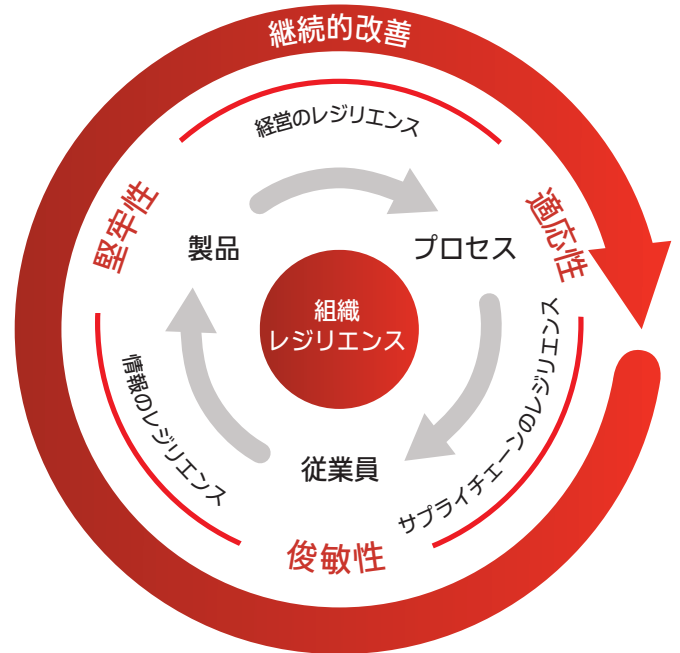 継続的改善
経営のレジリエンス
堅牢性
適応性
製品
プロセス
組織
レジリエンス
情報のレジリエンス
サプライチェーンのレジリエンス
従業員
俊敏性